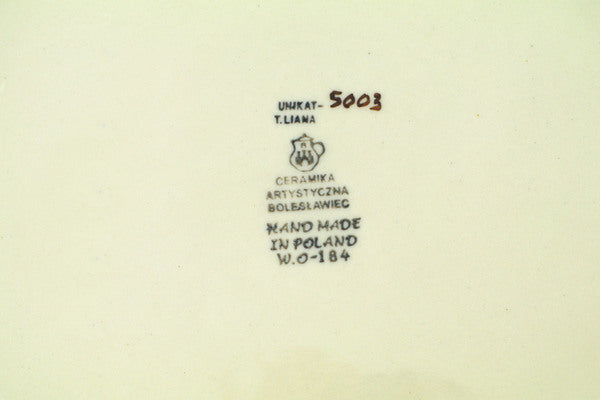 UNIKAT- 5003
T.LIANA
CERAMIKA
ARTYSTYCZNA
BOLESŁAWIEC
HAND MADE
IN POLAND
W.O-184